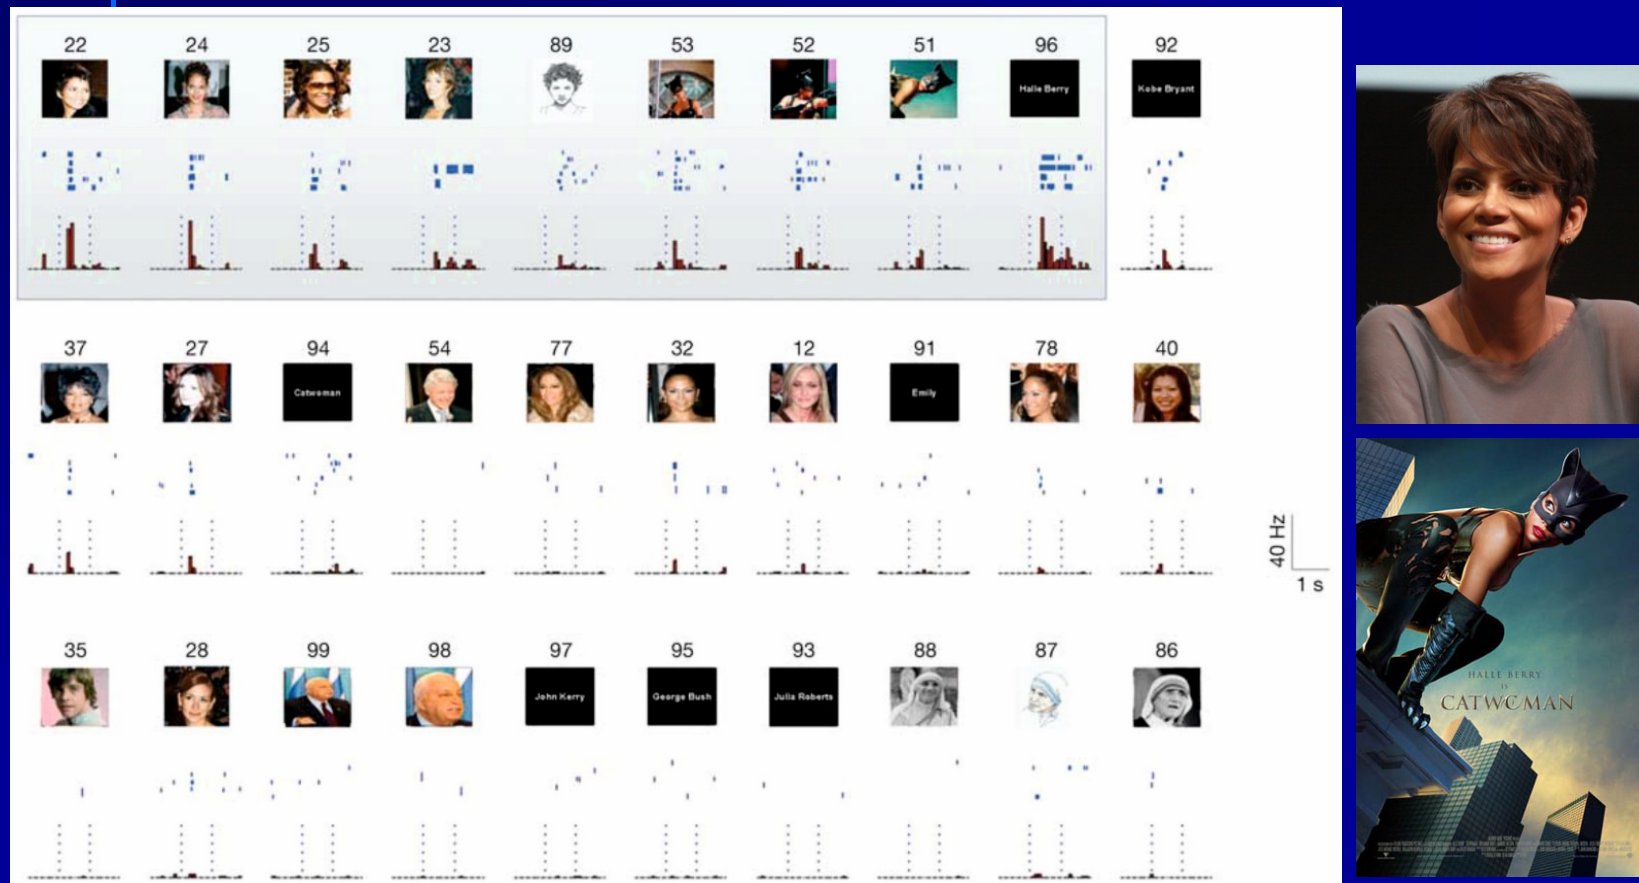 22 24 25 23 89 53 52 51 96 92
Halle Berry
Kobe Bryant
37 27 94 54 77 32 12 91 78 40
Catwoman
Emily
40 Hz
1 s
35 28 99 98 97 95 93 88 87 86
John Kerry
George Bush
Julia Roberts
HALLE BERRY
IS
CATWOMAN